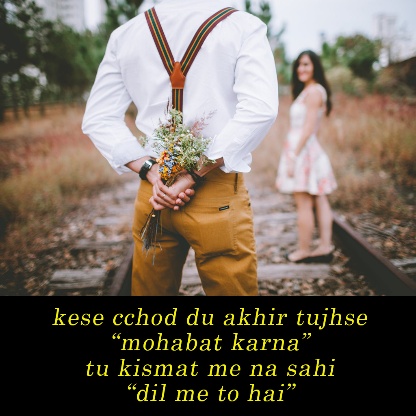 kese cchod du akhir tujhse
“mohabat karna”
tu kismat me na sahi
“dil me to hai”